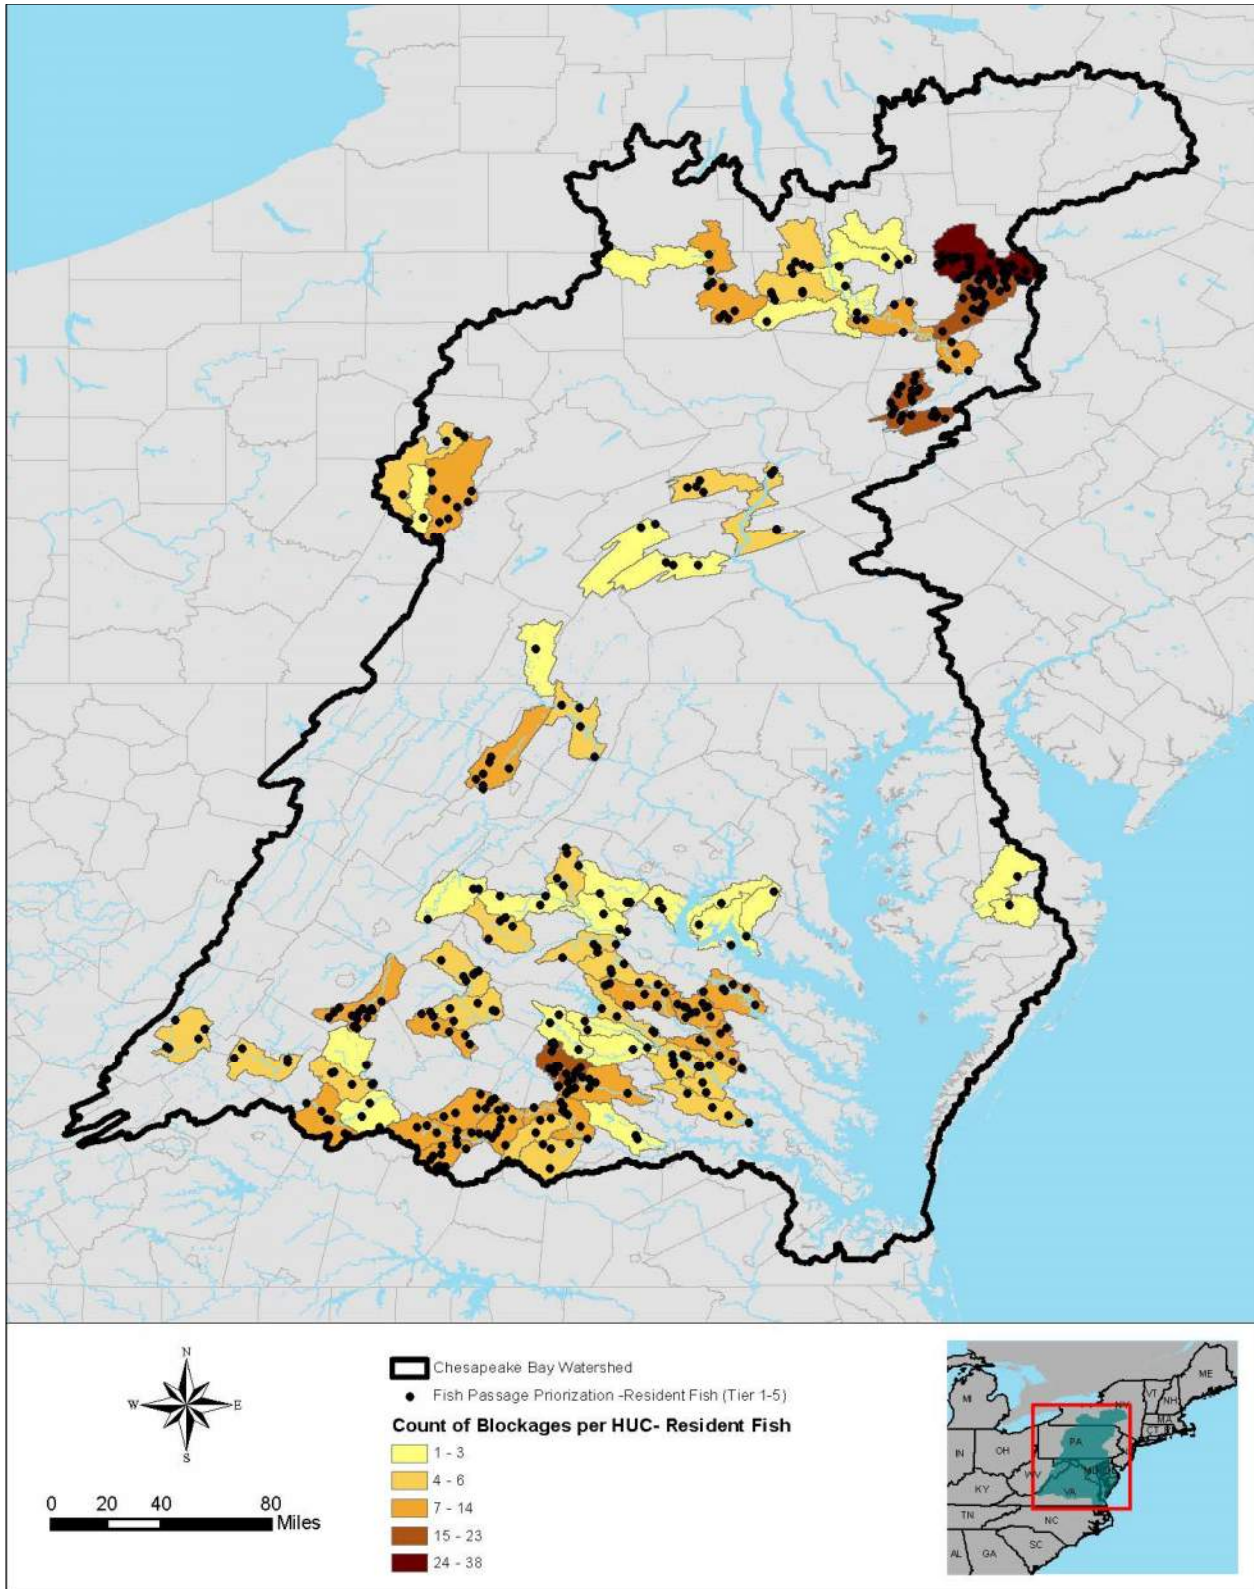 N
W E
S
0 20 40 80
Miles
Chesapeake Bay Watershed
Fish Passage Priorization -Resident Fish (Tier 1-5)
Count of Blockages per HUC- Resident Fish
1 - 3
4 - 6
7 - 14
15 - 23
24 - 38
ME
VT
NH
NY
MI
MA
CT
PA
IN
OH
WV
MD
KY
VA
TN
NC
SC
AL
GA